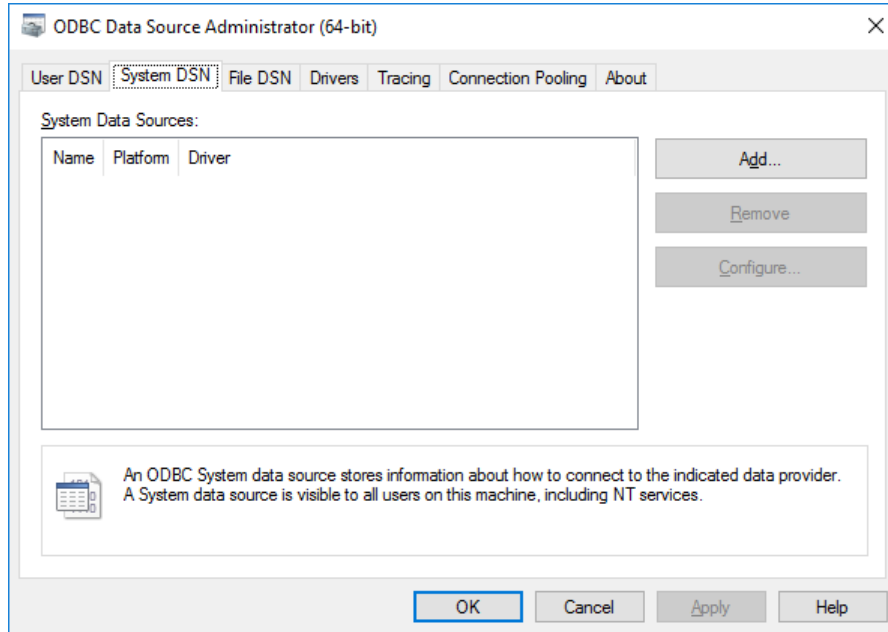 ODBC Data Source Administrator (64-bit)
User DSN System DSN File DSN Drivers Tracing Connection Pooling About
System Data Sources:
Name Platform Driver
Add...
Remove
Configure...
An ODBC System data source stores information about how to connect to the indicated data provider.
A System data source is visible to all users on this machine, including NT services.
OK Cancel Apply Help